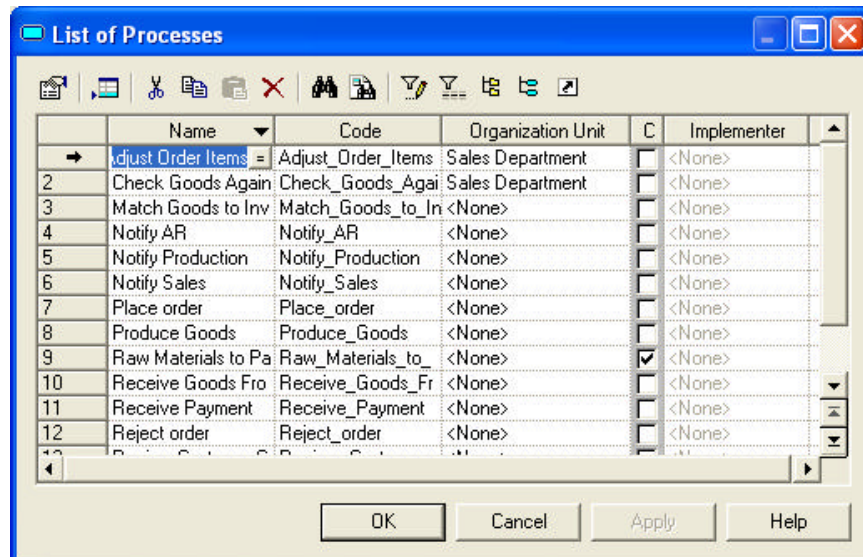 List of Processes
Name Code Organization Unit C Implementer
Adjust Order Items = Adjust_Order_Items Sales Department <None>
2 Check Goods Again Check_Goods_Agai Sales Department <None>
3 Match Goods to Inv Match_Goods_to_In <None> <None>
4 Notify AR Notify_AR <None> <None>
5 Notify Production Notify_Production <None> <None>
6 Notify Sales Notify_Sales <None> <None>
7 Place order Place_order <None> <None>
8 Produce Goods Produce_Goods <None> <None>
9 Raw Materials to Pa Raw_Materials_to_ <None> <None>
10 Receive Goods Fro Receive_Goods_Fr <None> <None>
11 Receive Payment Receive_Payment <None> <None>
12 Reject order Reject_order <None> <None>
OK Cancel Apply Help